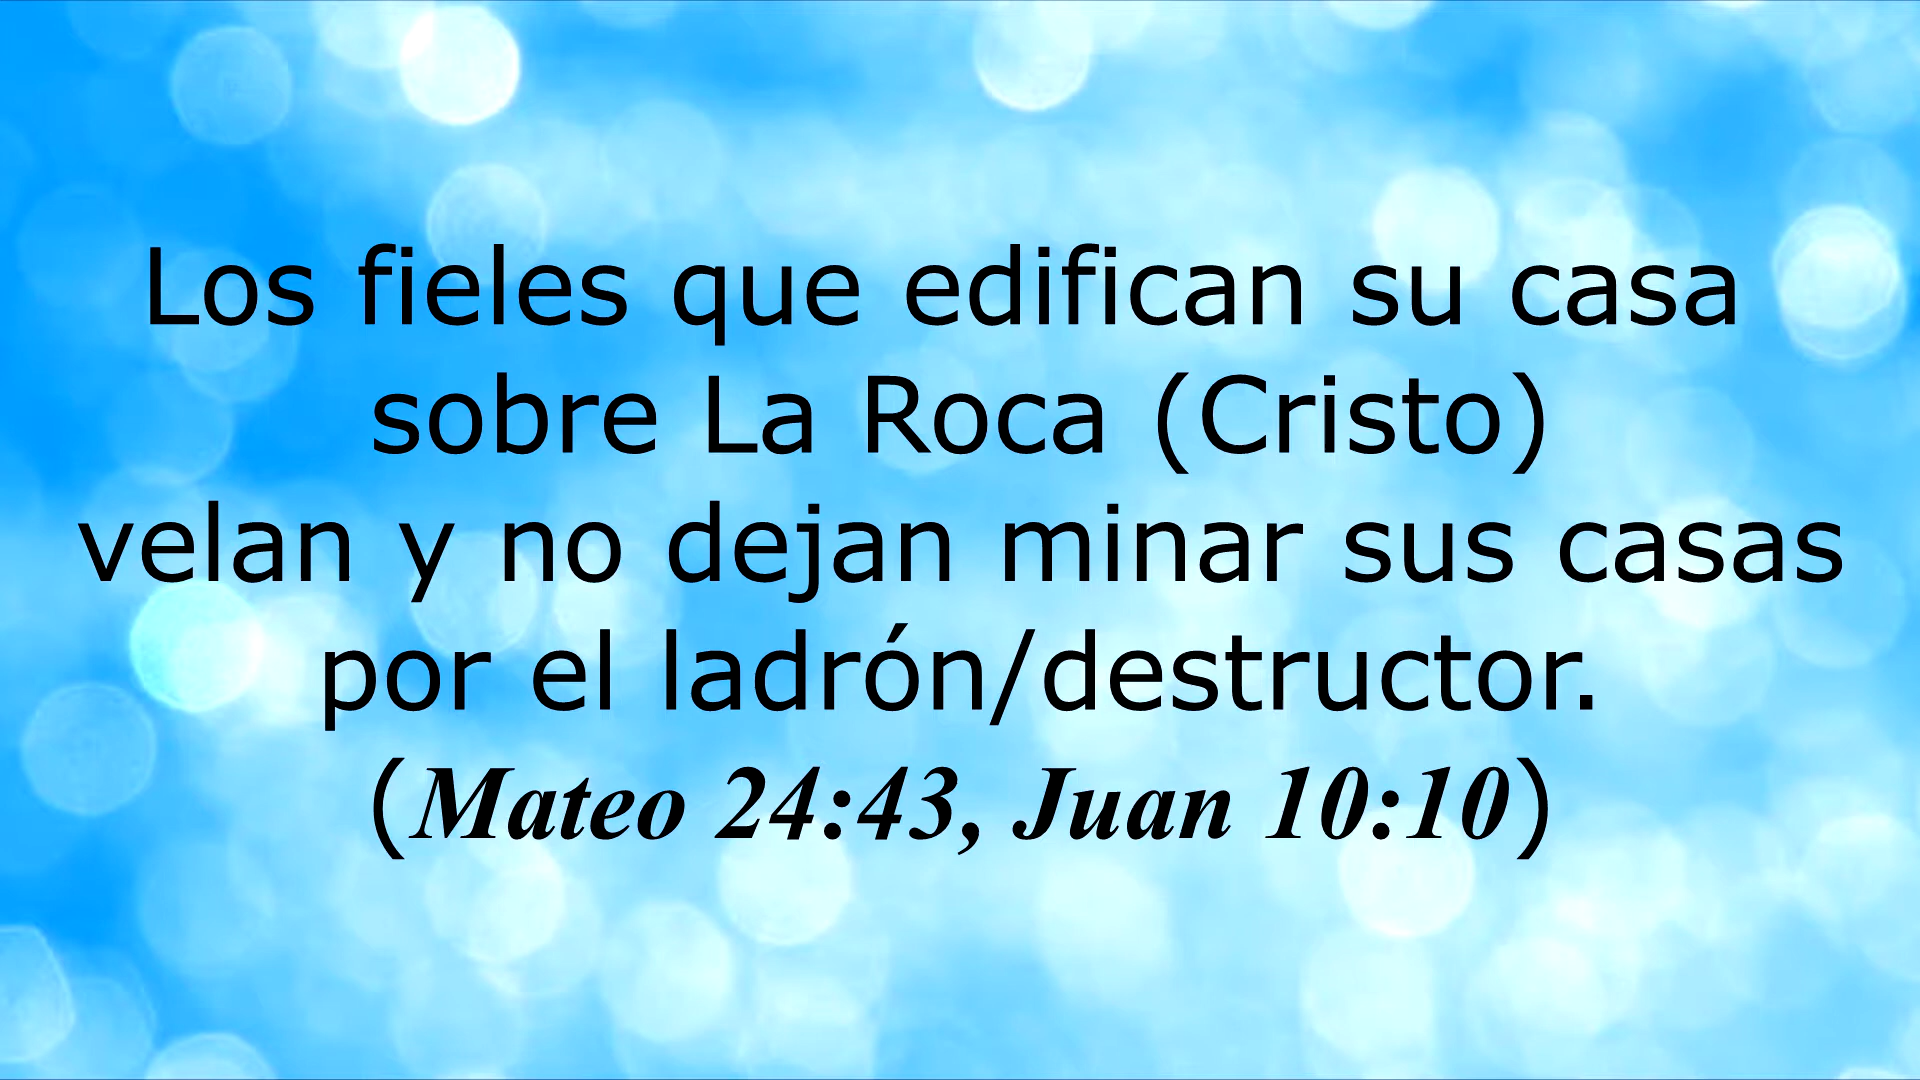 Los fieles que edifican su casa
sobre La Roca (Cristo)
velan y no dejan minar sus casas
por el ladrón/destructor.
(Mateo 24:43, Juan 10:10)